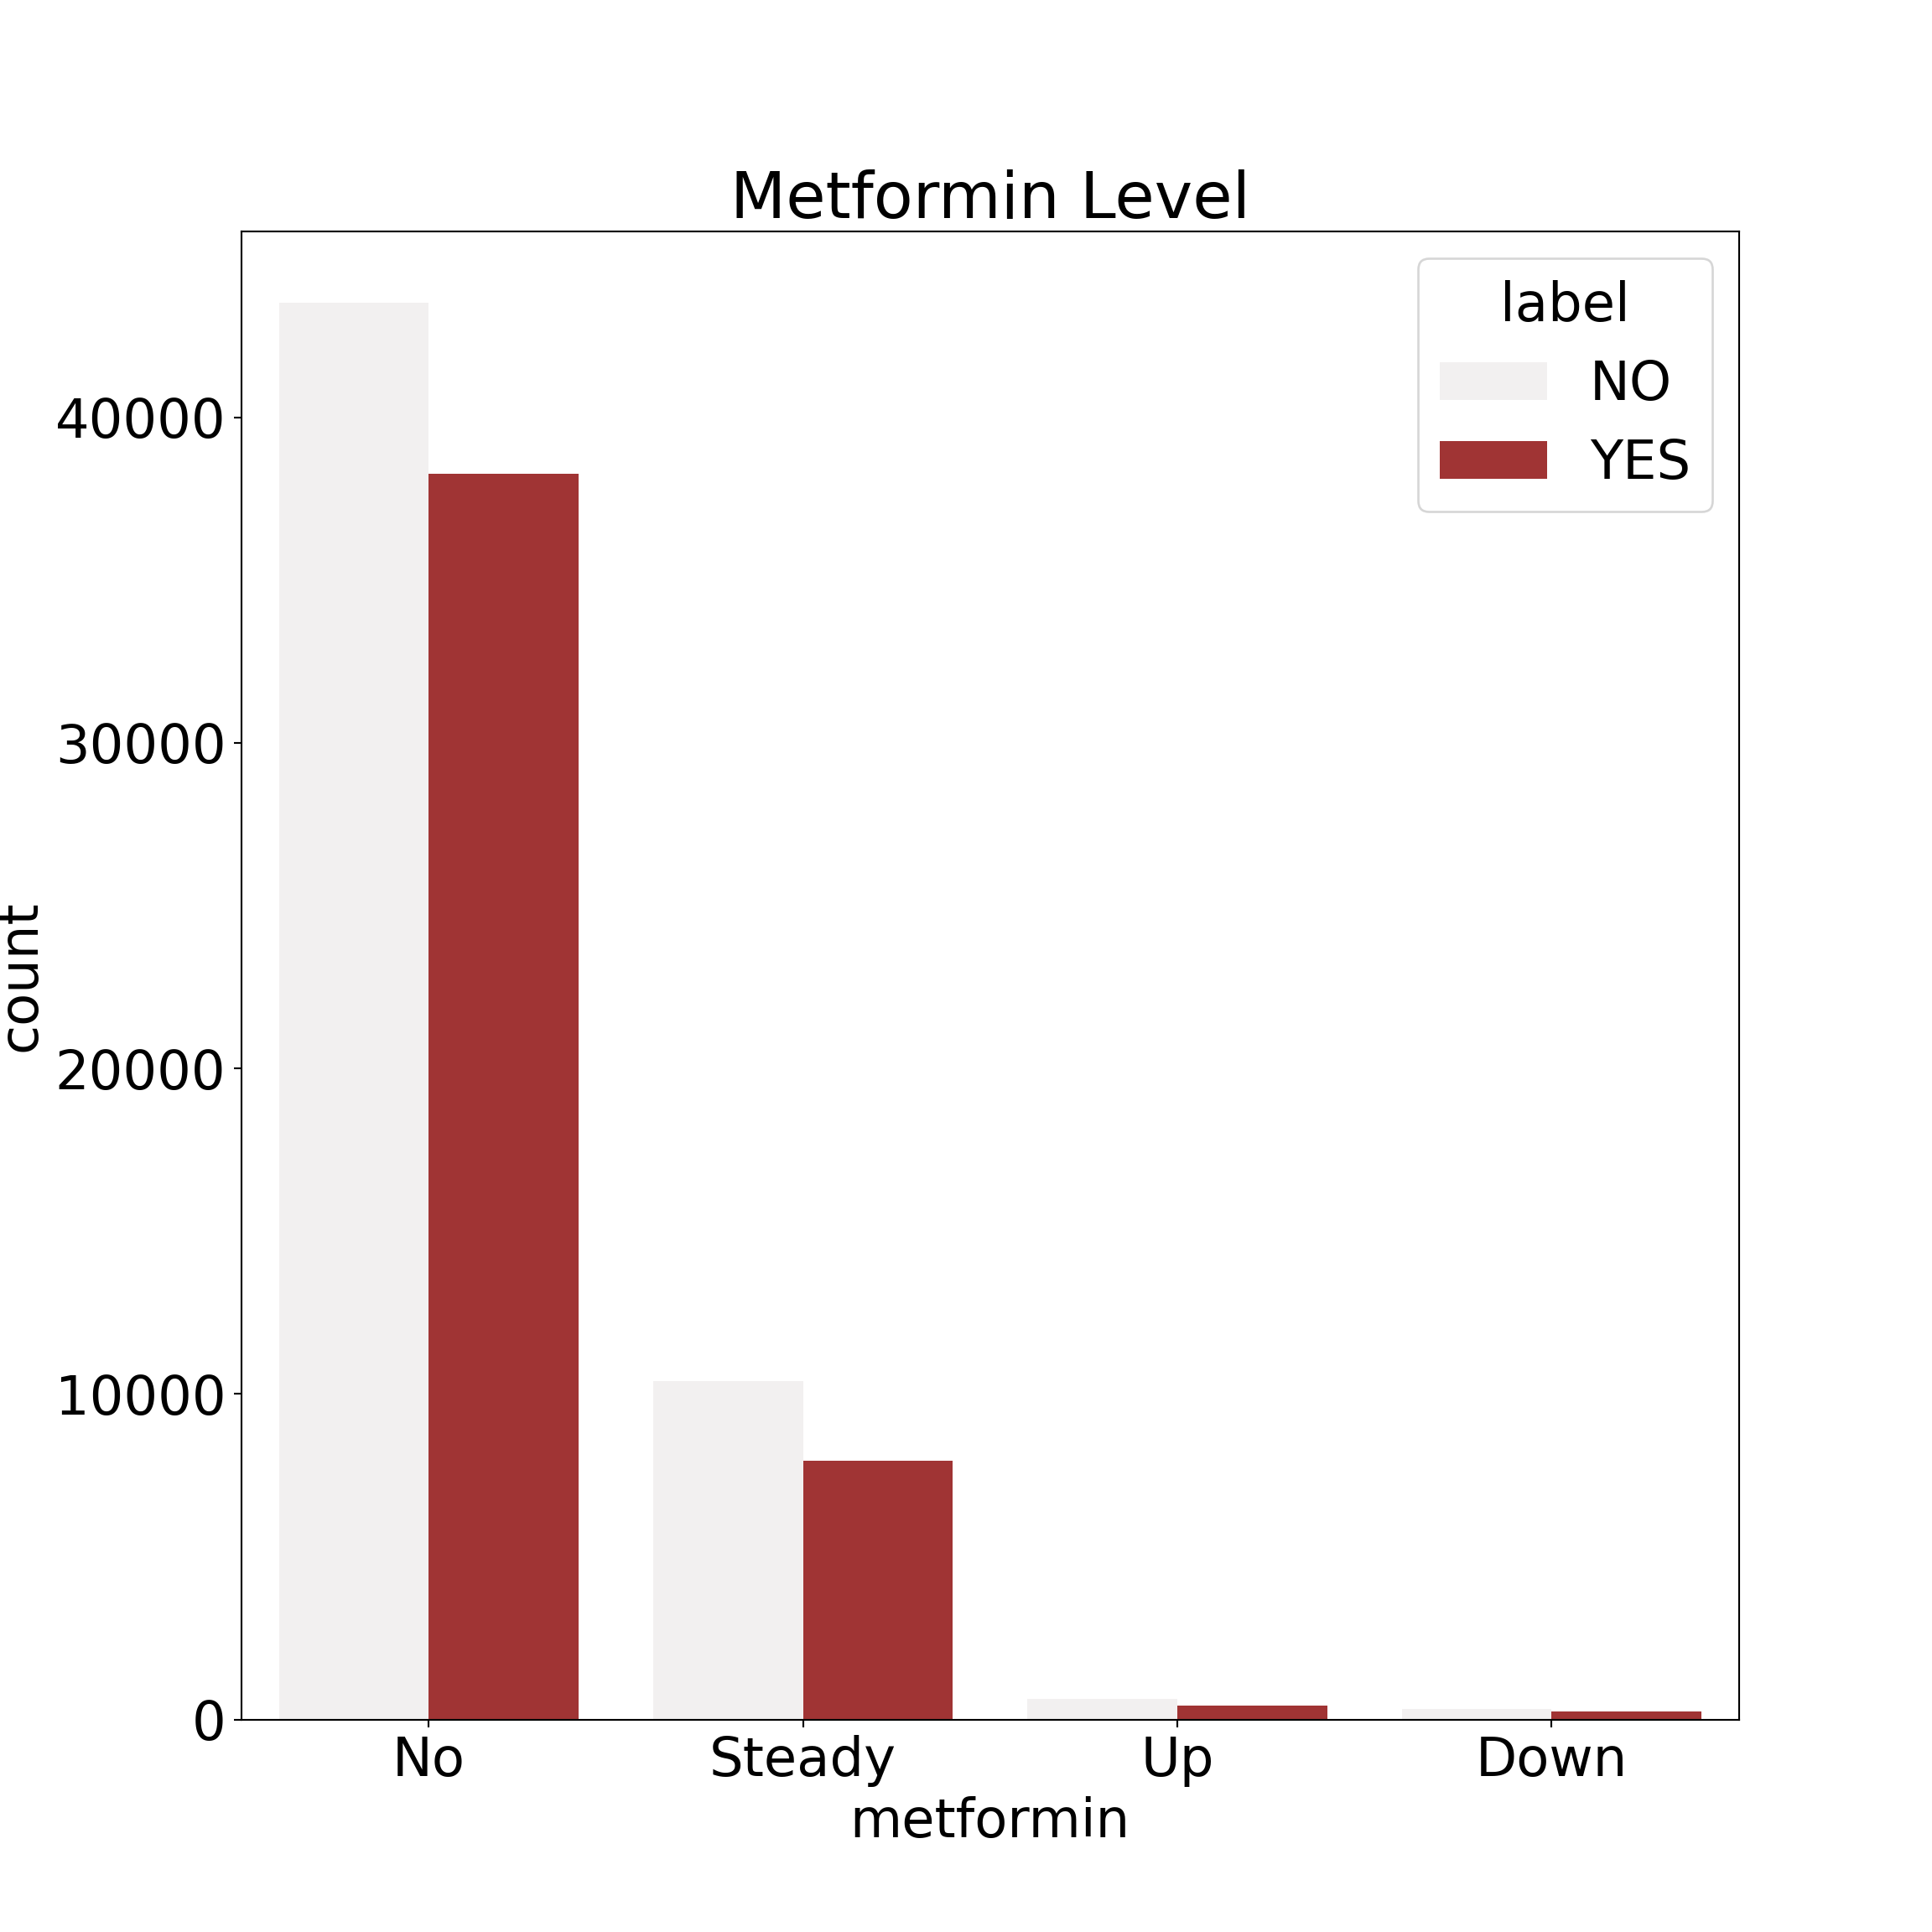 Metformin Level
label
NO
YES
40000
30000
20000
10000
0
count
No
Steady
Up
Down
metformin